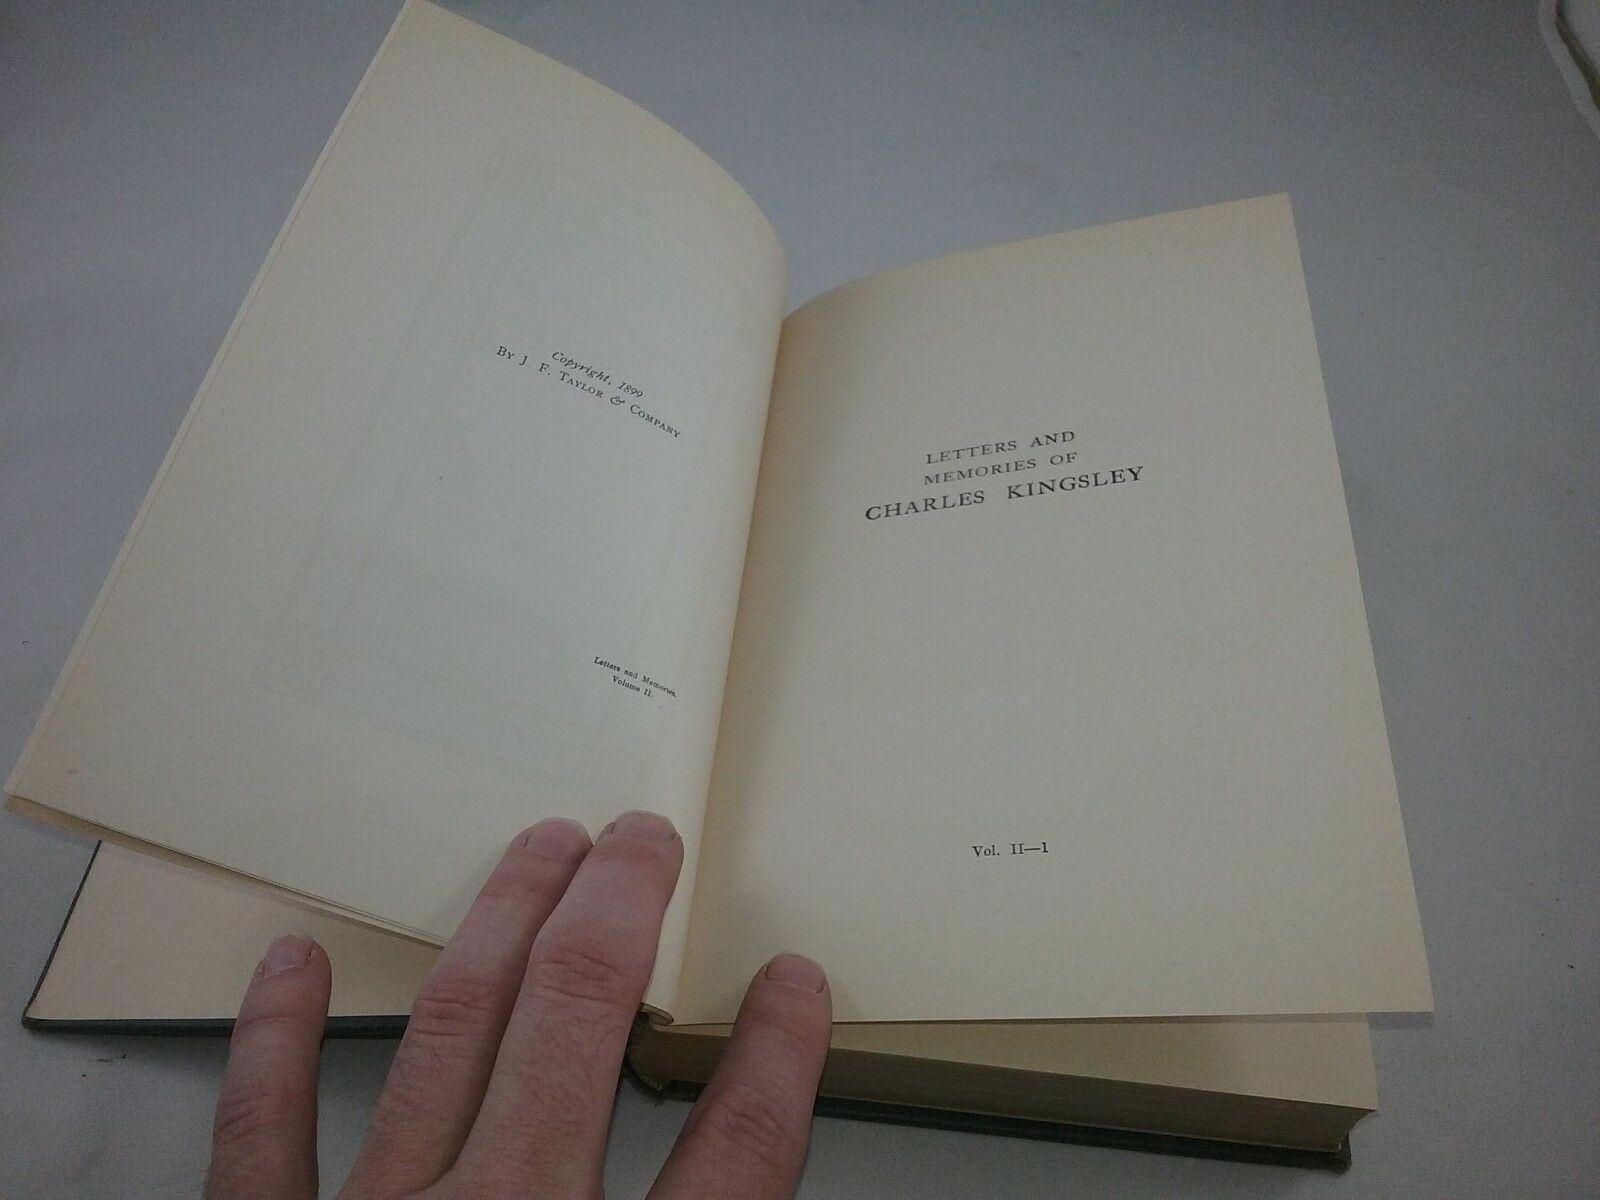 Copyright, 1899
By J. F. Taylor & Company
Letters and Memories.
Volume II.
LETTERS AND
MEMORIES OF
CHARLES KINGSLEY
Vol. II—1